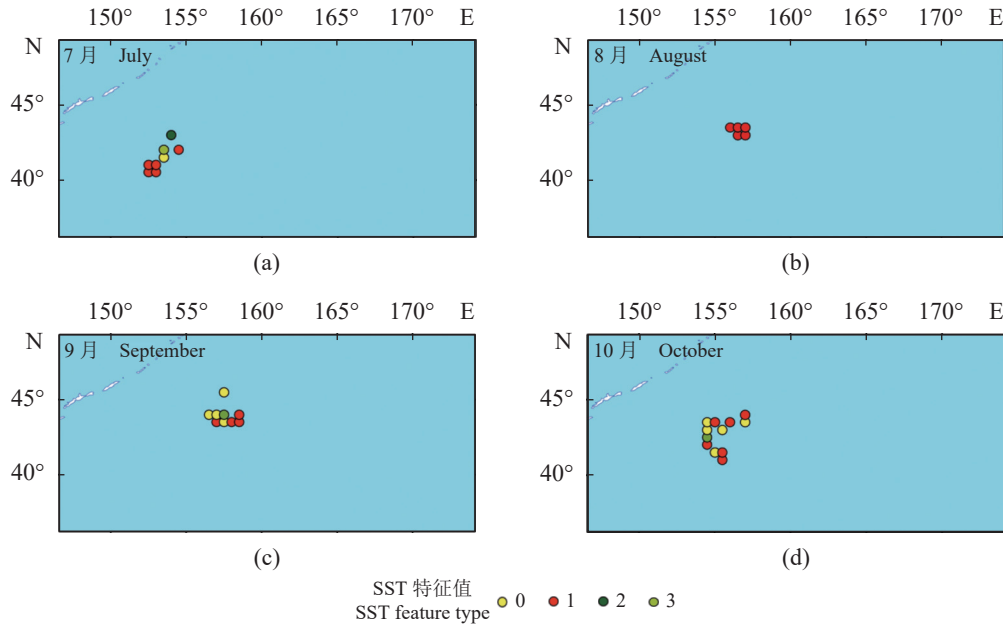 150° 155° 160° 165° 170° E
N
7 月 July
45°
40°
(a)
150° 155° 160° 165° 170° E
N
8 月 August
45°
40°
(b)
150° 155° 160° 165° 170° E
N
9 月 September
45°
40°
(c)
150° 155° 160° 165° 170° E
N
10 月 October
45°
40°
(d)
SST 特征值
SST feature type 0 1 2 3